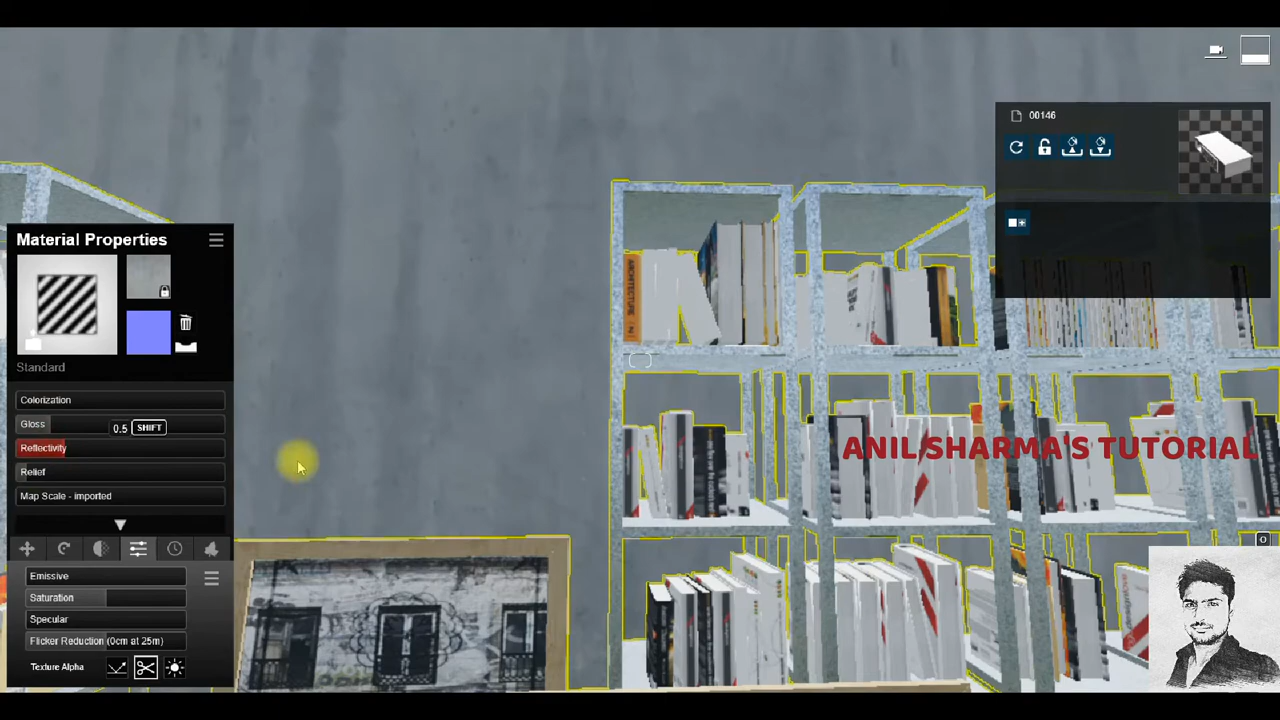 00146
Material Properties
Standard
Colorization
Gloss
0.5 SHIFT
Reflectivity
Relief
Map Scale - imported
Emissive
Saturation
Specular
Flicker Reduction (0cm at 25m)
Texture Alpha
ARCHITECTURE
ANIL SHARMA'S TUTORIAL
O